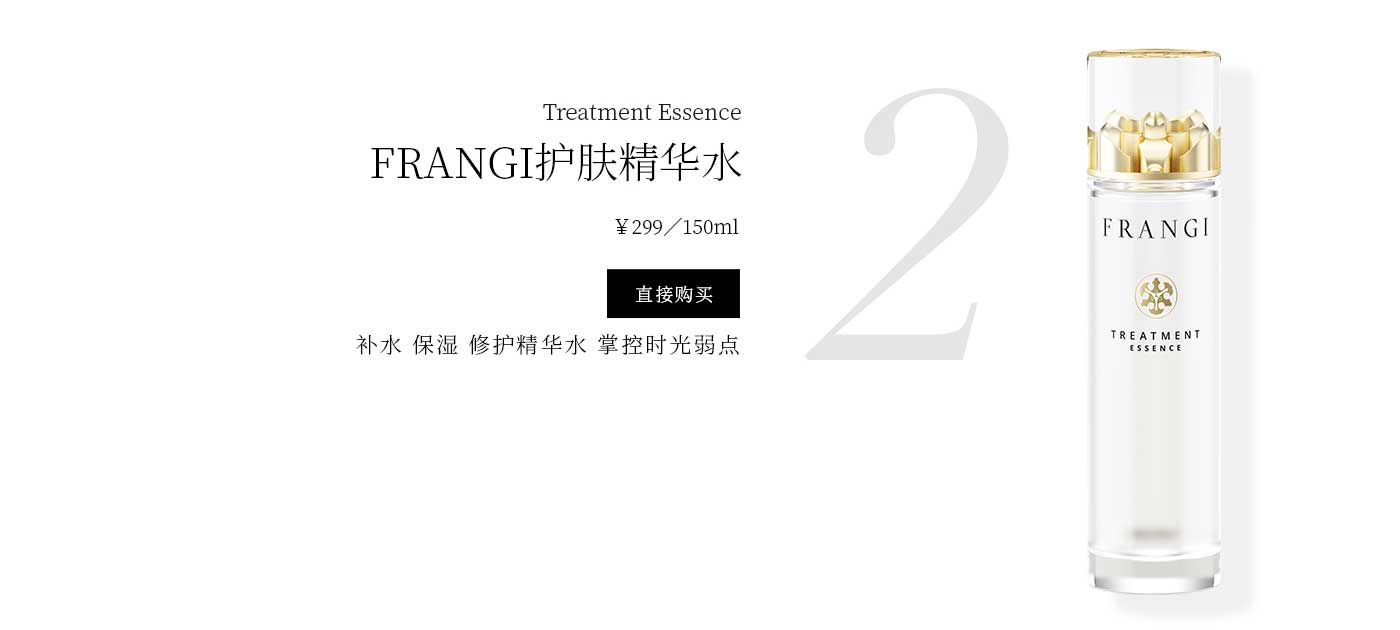 Treatment Essence
FRANGI护肤精华水
￥299／150ml
直接购买
补水 保湿 修护精华水 掌控时光弱点
2
FRANGI
TREATMENT
ESSENCE